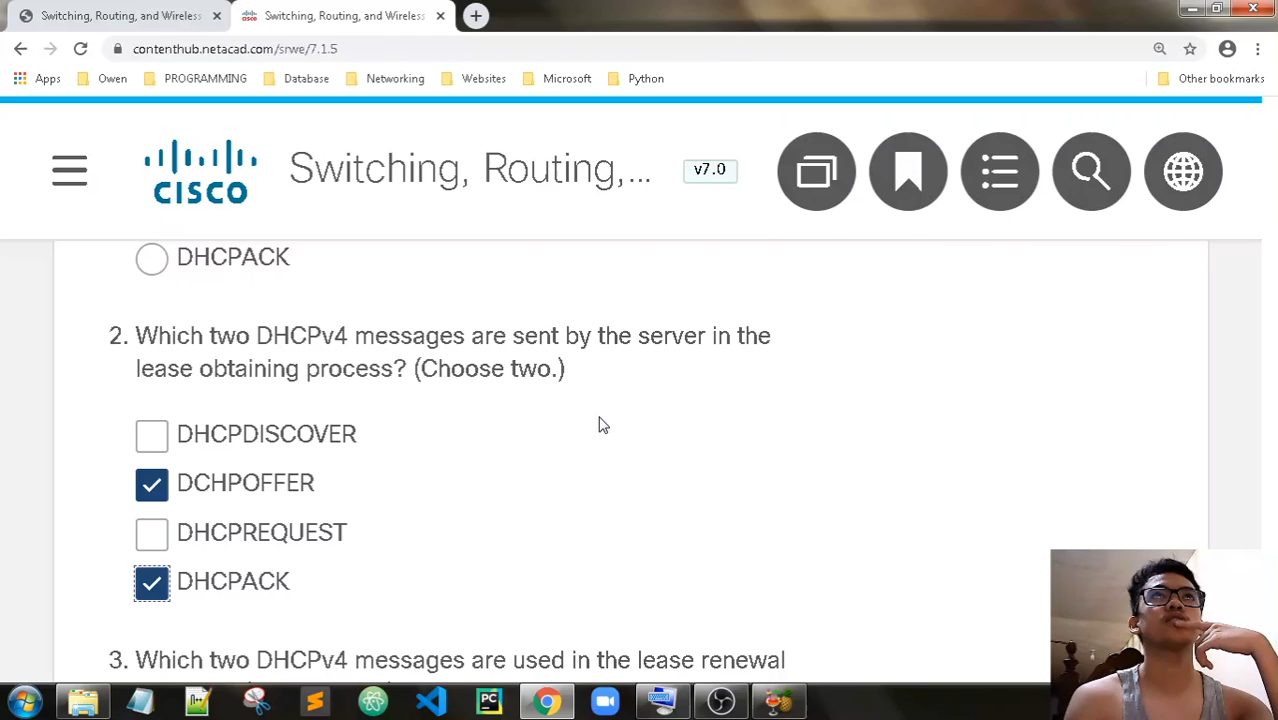 Switching, Routing, and Wireless
Switching, Routing, and Wireless
contenthub.netacad.com/srwe/7.1.5
Apps
Owen
PROGRAMMING
Database
Networking
Websites
Microsoft
Python
Other bookmarks
CISCO
Switching, Routing,...
v7.0
DHCPACK
2. Which two DHCPv4 messages are sent by the server in the
lease obtaining process? (Choose two.)
DHCPDISCOVER
DCHPOFFER
DHCPREQUEST
DHCPACK
3. Which two DHCPv4 messages are used in the lease renewal
PC